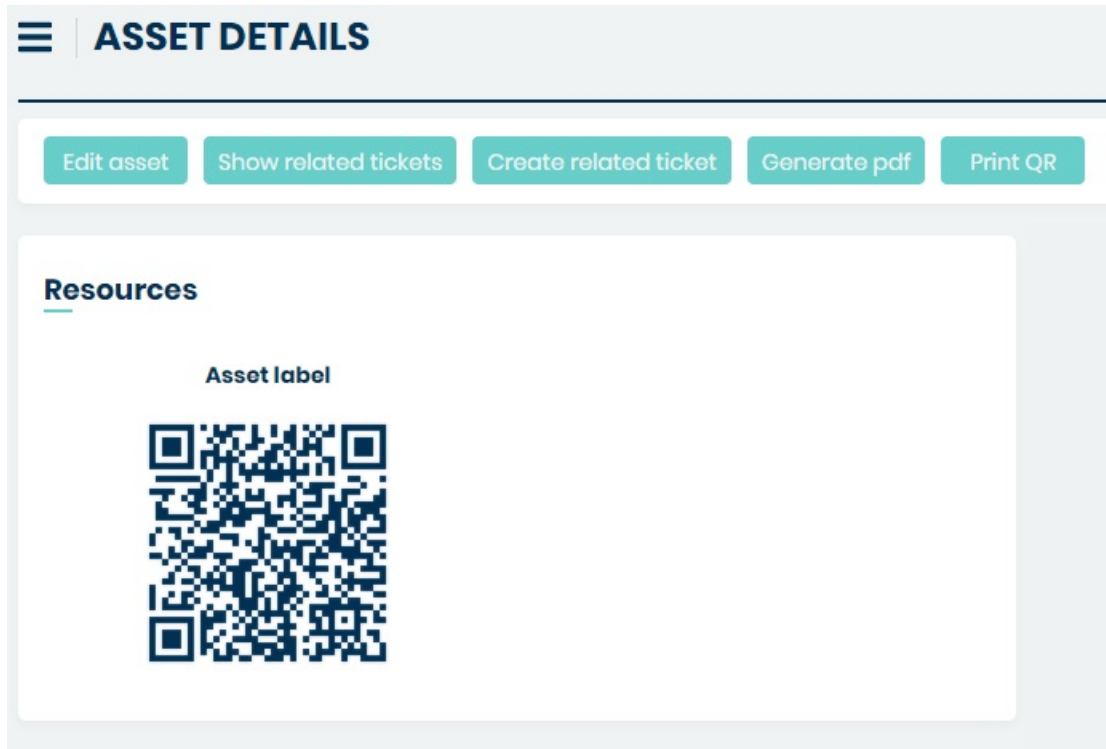 ASSET DETAILS
Edit asset Show related tickets Create related ticket Generate pdf Print QR
Resources
Asset label